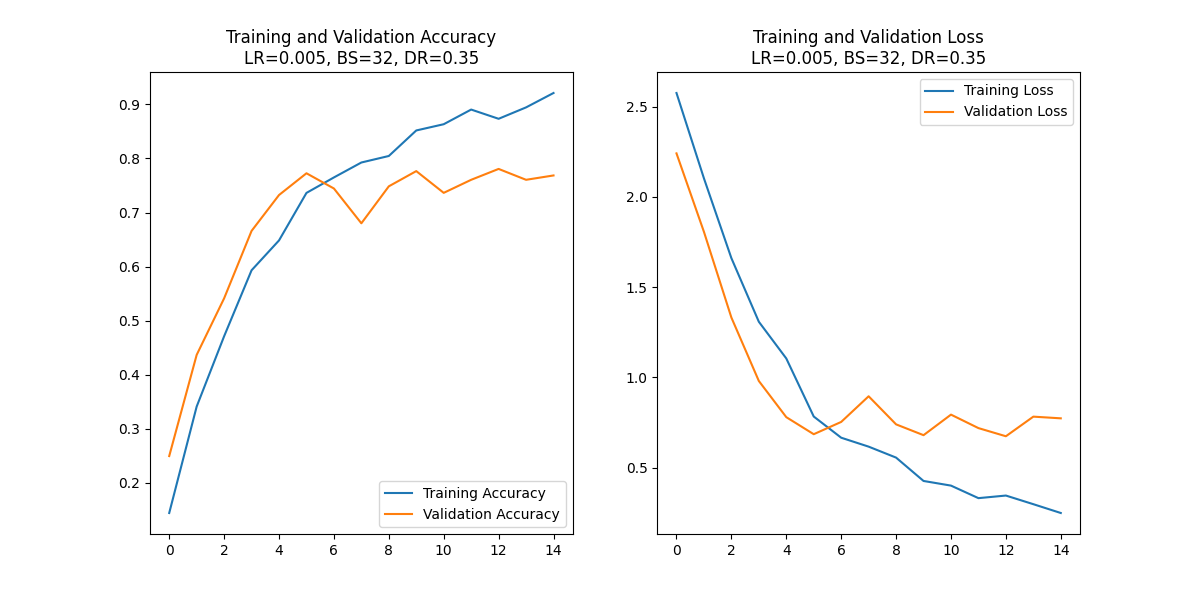 Training and Validation Accuracy
LR=0.005, BS=32, DR=0.35
0.9
0.8
0.7
0.6
0.5
0.4
0.3
0.2
0 2 4 6 8 10 12 14
Training Accuracy
Validation Accuracy
Training and Validation Loss
LR=0.005, BS=32, DR=0.35
2.5
2.0
1.5
1.0
0.5
0 2 4 6 8 10 12 14
Training Loss
Validation Loss